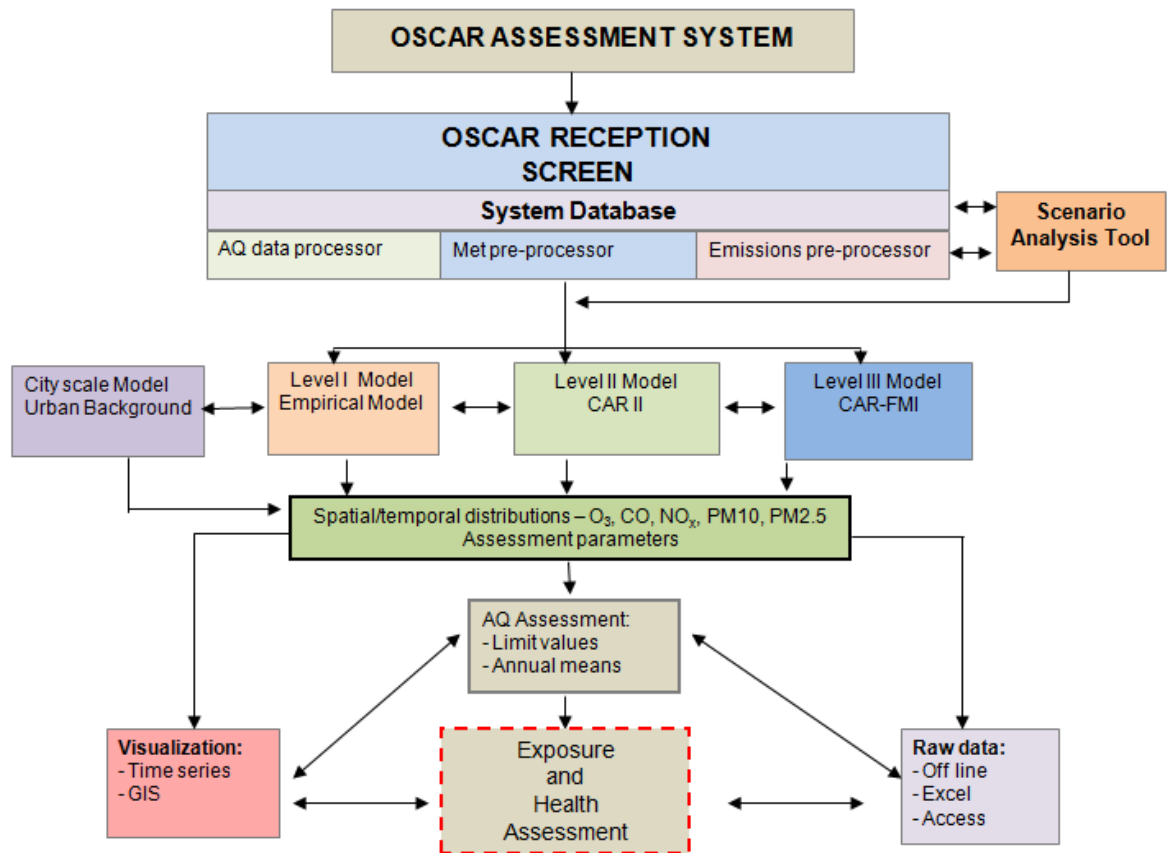 OSCAR ASSESSMENT SYSTEM
OSCAR RECEPTION
SCREEN
System Database
AQ data processor
Met pre-processor
Emissions pre-processor
Scenario
Analysis Tool
City scale Model
Urban Background
Level I Model
Empirical Model
Level II Model
CAR II
Level III Model
CAR-FMI
Spatial/temporal distributions – O₃, CO, NOₓ, PM10, PM2.5
Assessment parameters
AQ Assessment:
- Limit values
- Annual means
Visualization:
- Time series
- GIS
Exposure
and
Health
Assessment
Raw data:
- Off line
- Excel
- Access